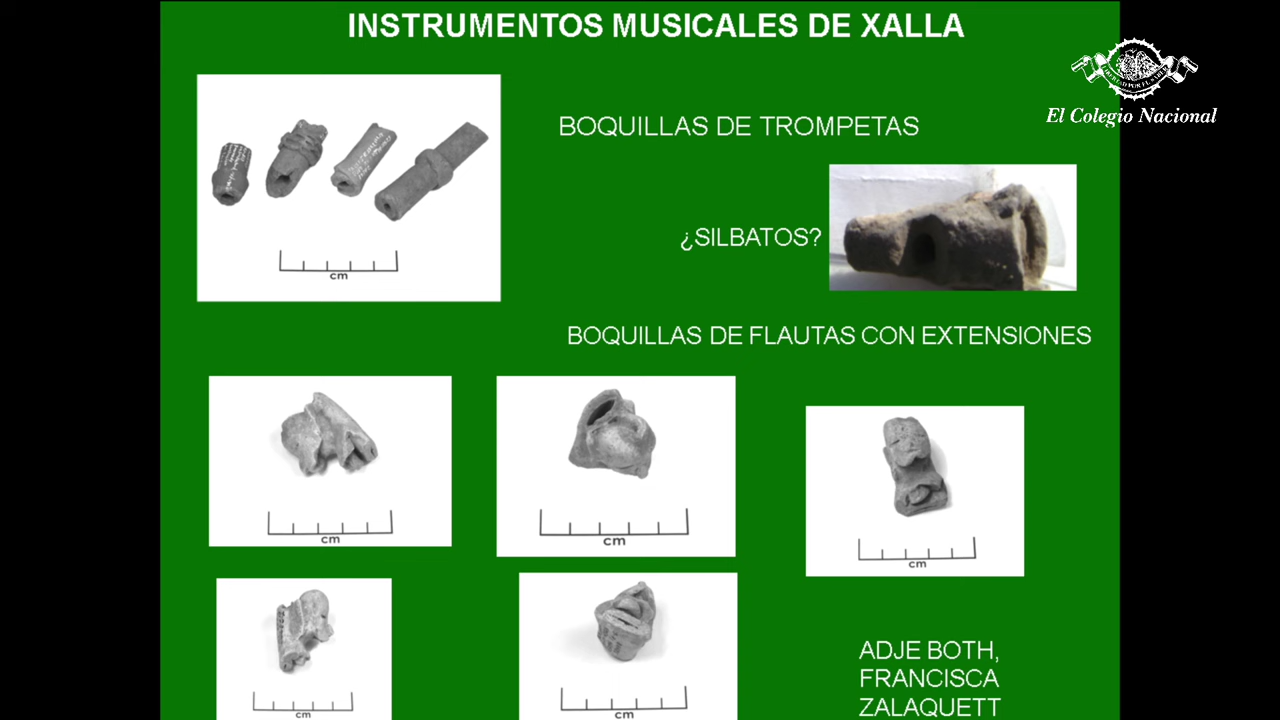 INSTRUMENTOS MUSICALES DE XALLA
El Colegio Nacional
BOQUILLAS DE TROMPETAS
¿SILBATOS?
cm
BOQUILLAS DE FLAUTAS CON EXTENSIONES
cm
cm
cm
cm
cm
ADJE BOTH,
FRANCISCA
ZALAQUETT